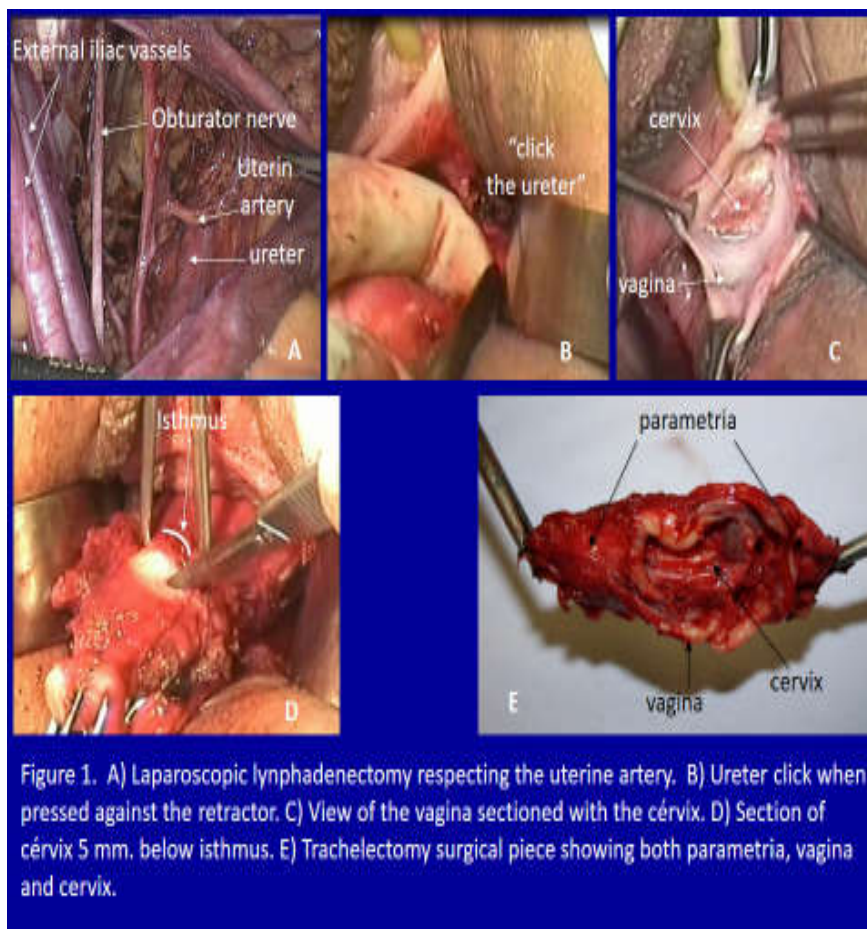 External iliac vassels
Obturator nerve
Uterin
artery
ureter
A
"click
the ureter"
B
cervix
vagina
C
Isthmus
D
parametria
cervix
vagina
E
Figure 1. A) Laparoscopic lynphadenectomy respecting the uterine artery. B) Ureter click when
pressed against the retractor. C) View of the vagina sectioned with the cérvix. D) Section of
cérvix 5 mm. below isthmus. E) Trachelectomy surgical piece showing both parametria, vagina
and cervix.